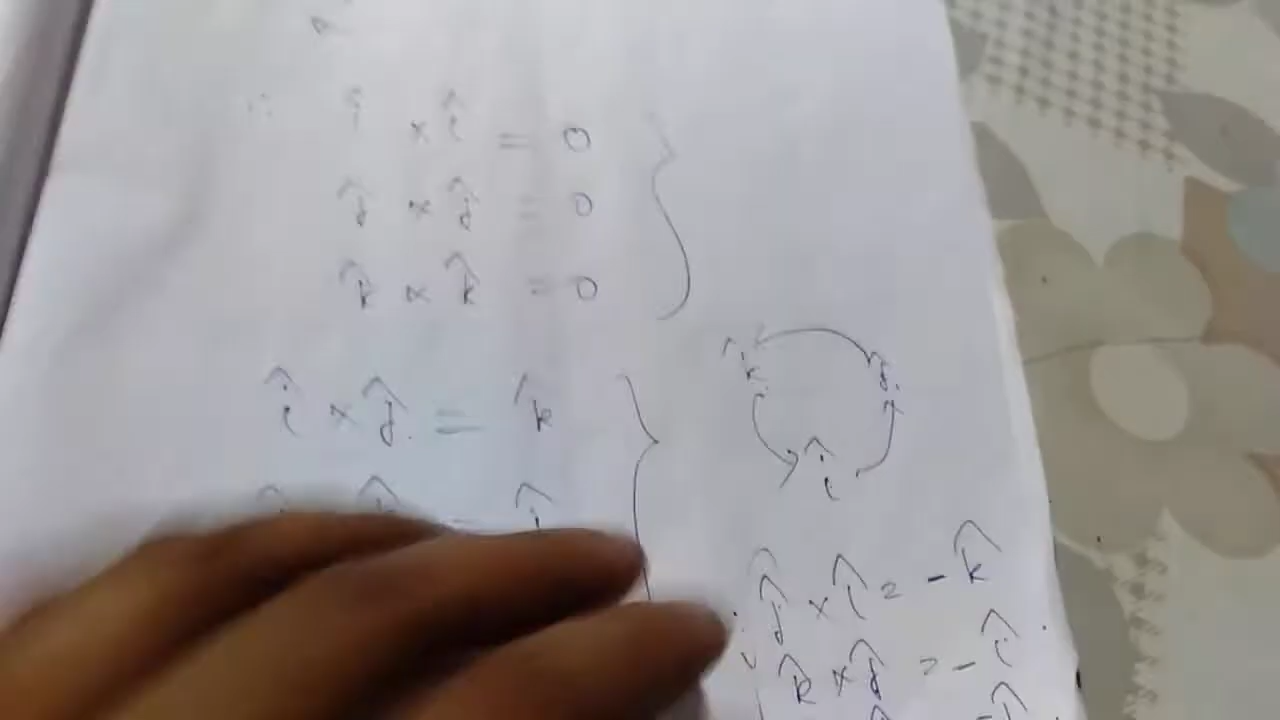 î × î = 0
ĵ × ĵ = 0
k̂ × k̂ = 0
î × ĵ = k̂
= î
k̂ ĵ
î
ĵ × î = - k̂
k̂ × ĵ = - î